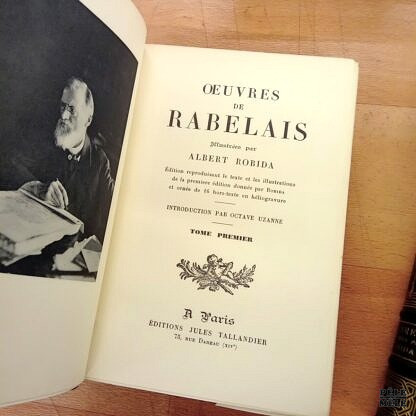 ŒUVRES
DE
RABELAIS
Illustrées par
ALBERT ROBIDA
Édition reproduisant le texte et les illustrations
de la première édition donnée par Bonna
et ornée de 16 hors-texte en héliogravure
INTRODUCTION PAR OCTAVE UZANNE
TOME PREMIER
A Paris
ÉDITIONS JULES TALLANDIER
75, RUE DAREAU (XIVe)